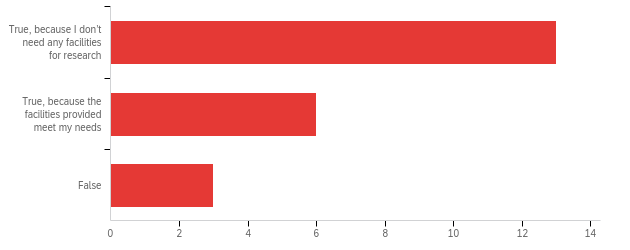 True, because I don't
need any facilities
for research
True, because the
facilities provided
meet my needs
False
0 2 4 6 8 10 12 14